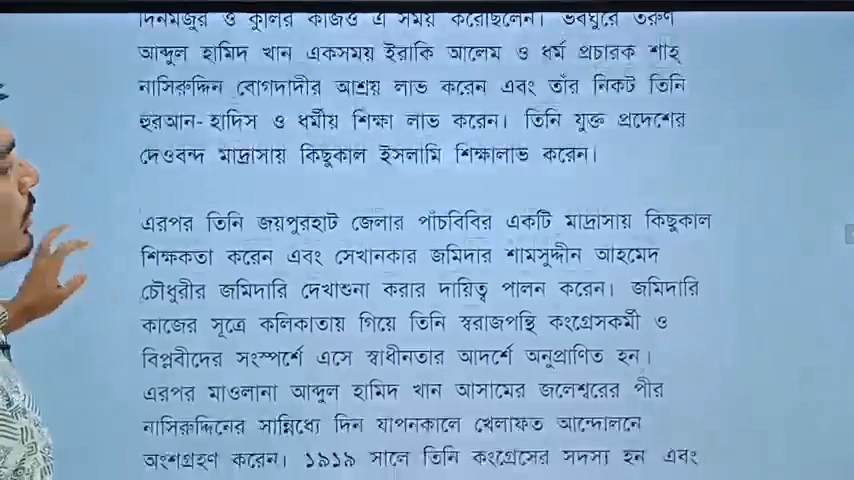 দিনমজুর ও কুলির কাজও এ সময় করেছিলেন। ভবঘুরে তরুণ
আব্দুল হামিদ খান একসময় ইরাকি আলেম ও ধর্ম প্রচারক শাহ্
নাসিরুদ্দিন বোগদাদীর আশ্রয় লাভ করেন এবং তাঁর নিকট তিনি
কুরআন-হাদিস ও ধর্মীয় শিক্ষা লাভ করেন। তিনি যুক্ত প্রদেশের
দেওবন্দ মাদ্রাসায় কিছুকাল ইসলামি শিক্ষালাভ করেন।
এরপর তিনি জয়পুরহাট জেলার পাঁচবিবির একটি মাদ্রাসায় কিছুকাল
শিক্ষকতা করেন এবং সেখানকার জমিদার শামসুদ্দীন আহমেদ
চৌধুরীর জমিদারি দেখাশুনা করার দায়িত্ব পালন করেন। জমিদারি
কাজের সূত্রে কলিকাতায় গিয়ে তিনি স্বরাজপন্থি কংগ্রেসকর্মী ও
বিপ্লবীদের সংস্পর্শে এসে স্বাধীনতার আদর্শে অনুপ্রাণিত হন।
এরপর মাওলানা আব্দুল হামিদ খান আসামের জলেশ্বরের পীর
নাসিরুদ্দিনের সান্নিধ্যে দিন যাপনকালে খেলাফত আন্দোলনে
অংশগ্রহণ করেন। ১৯১৯ সালে তিনি কংগ্রেসের সদস্য হন এবং